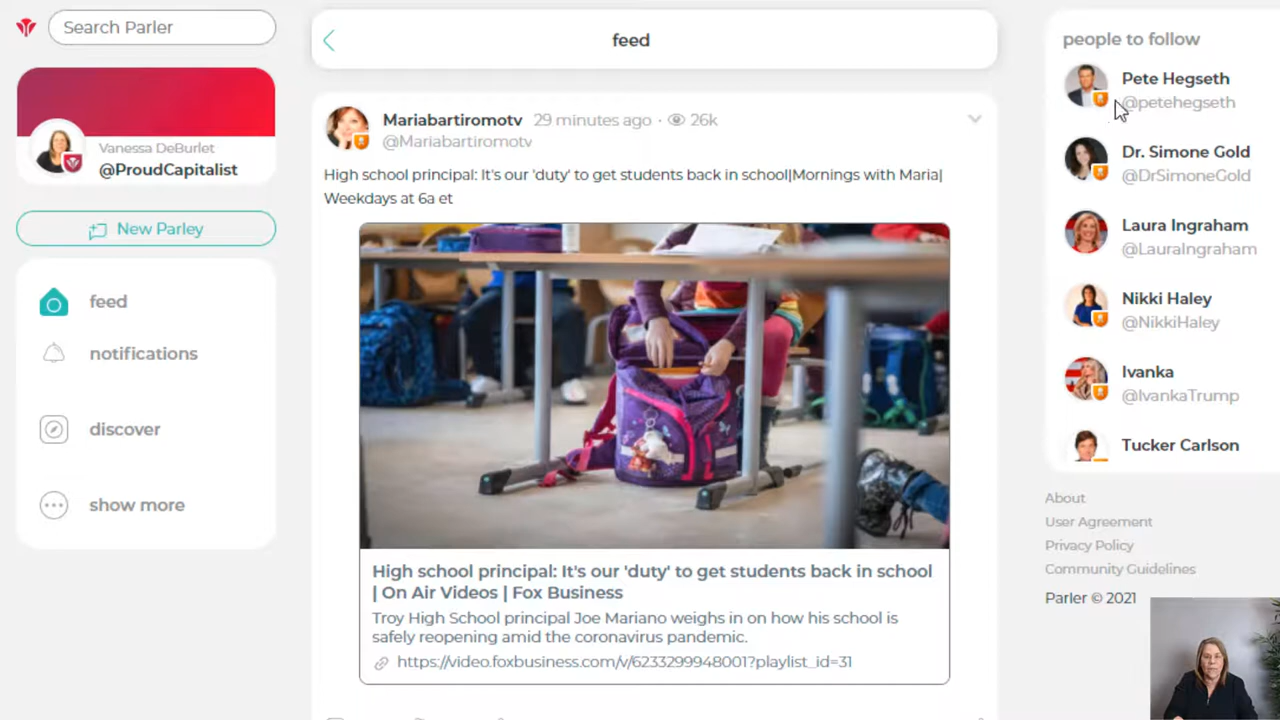 Search Parler
Vanessa DeBurlet
@ProudCapitalist
New Parley
feed
notifications
discover
show more
feed
Mariabartiromotv 29 minutes ago · 26k
@Mariabartiromotv
High school principal: It's our 'duty' to get students back in school|Mornings with Maria|
Weekdays at 6a et
High school principal: It's our 'duty' to get students back in school
| On Air Videos | Fox Business
Troy High School principal Joe Mariano weighs in on how his school is
safely reopening amid the coronavirus pandemic.
https://video.foxbusiness.com/v/6233299948001?playlist_id=31
people to follow
Pete Hegseth
@petehegseth
Dr. Simone Gold
@DrSimoneGold
Laura Ingraham
@LauraIngraham
Nikki Haley
@NikkiHaley
Ivanka
@IvankaTrump
Tucker Carlson
About
User Agreement
Privacy Policy
Community Guidelines
Parler © 2021